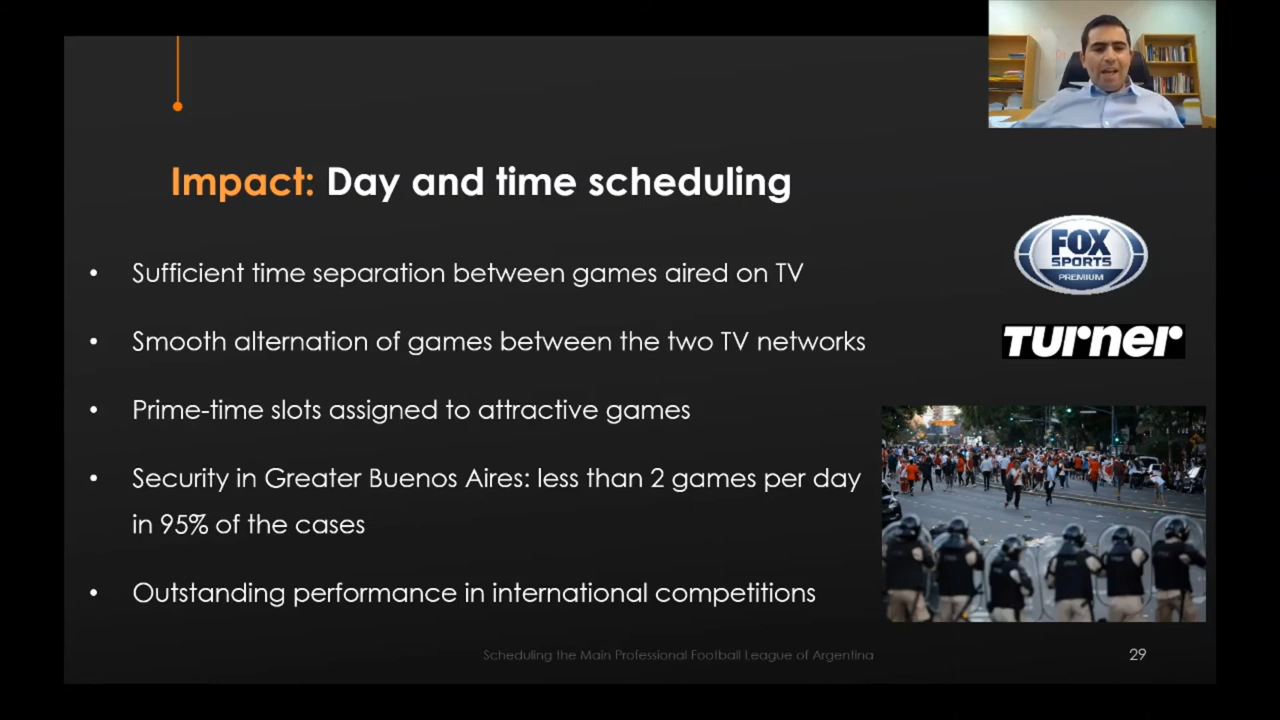 Impact: Day and time scheduling
FOX
SPORTS
PREMIUM
Turner
• Sufficient time separation between games aired on TV
• Smooth alternation of games between the two TV networks
• Prime-time slots assigned to attractive games
• Security in Greater Buenos Aires: less than 2 games per day
in 95% of the cases
• Outstanding performance in international competitions
Scheduling the Main Professional Football League of Argentina
29